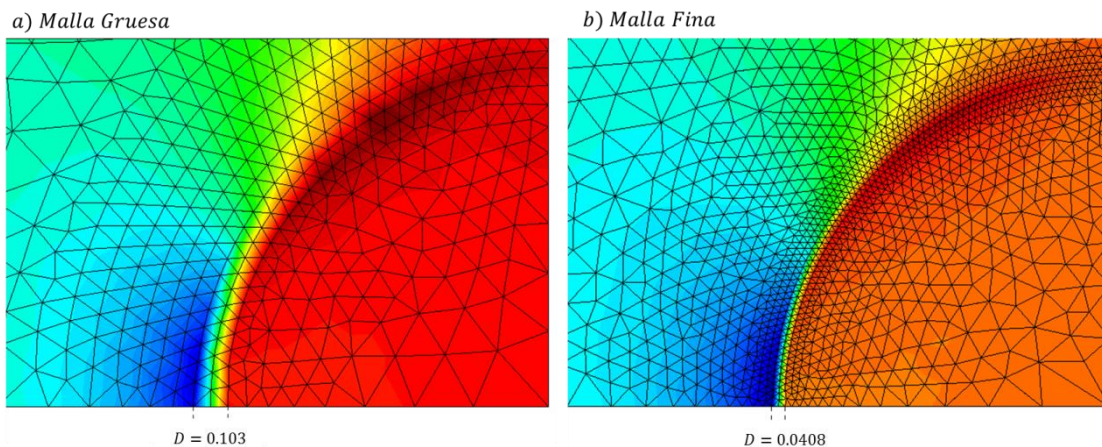 a) Malla Gruesa
b) Malla Fina
D = 0.103
D = 0.0408